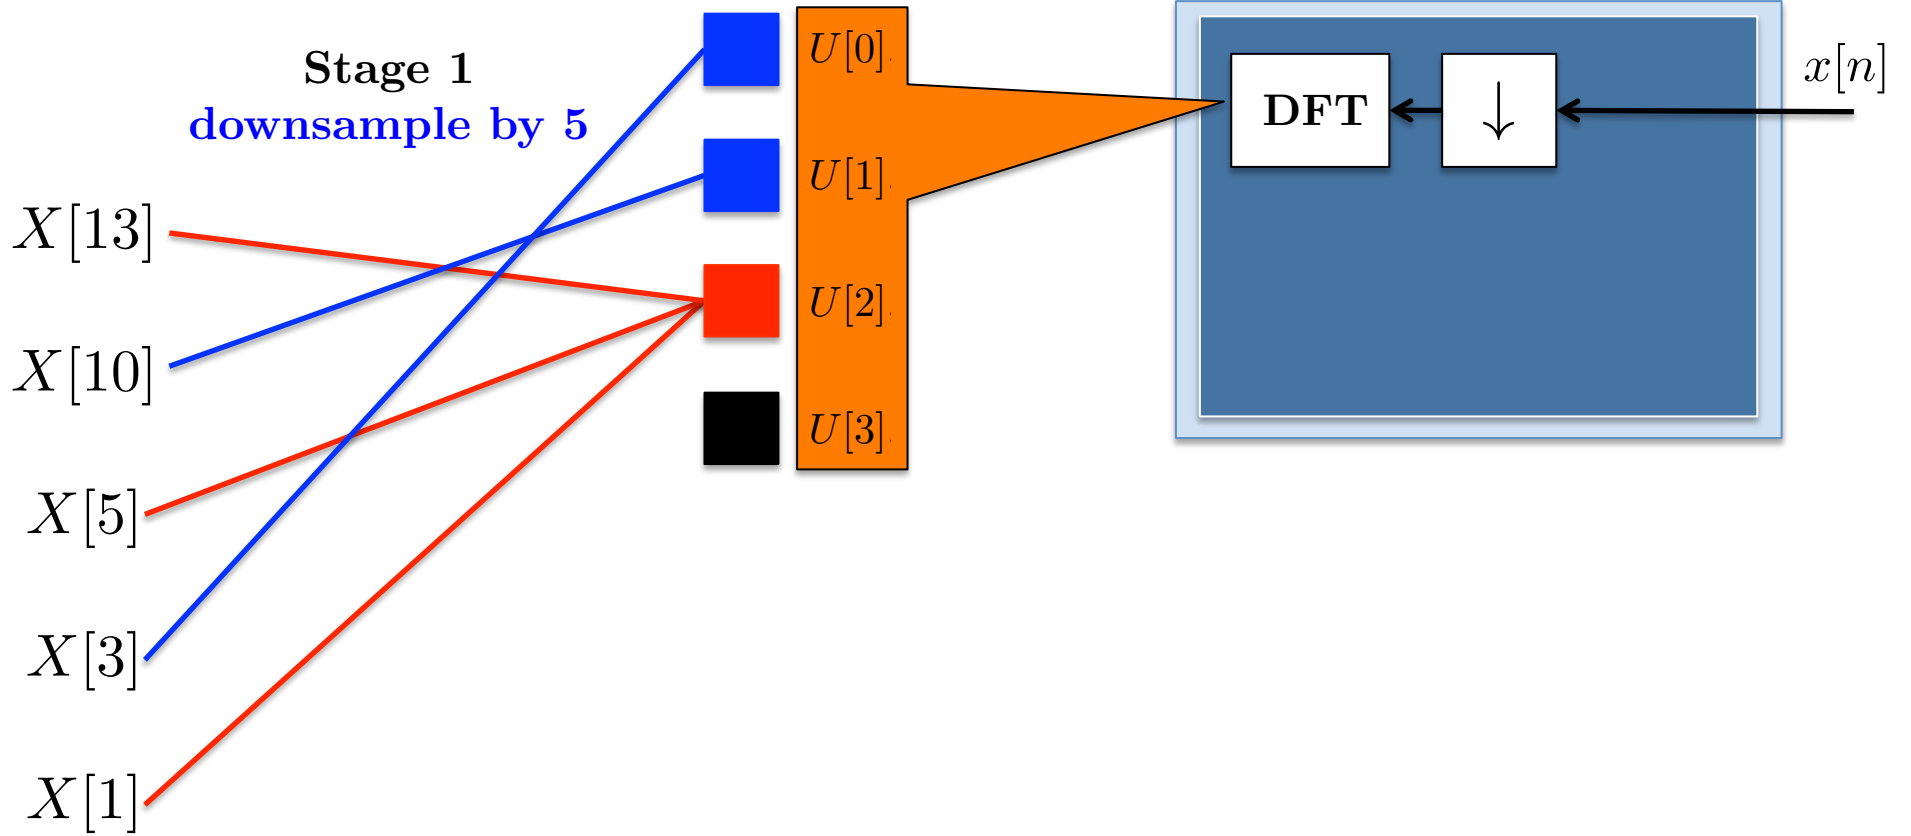 Stage 1
downsample by 5
X[13]
X[10]
X[5]
X[3]
X[1]
U[0].
U[1].
U[2].
U[3].
DFT
↓
x[n]